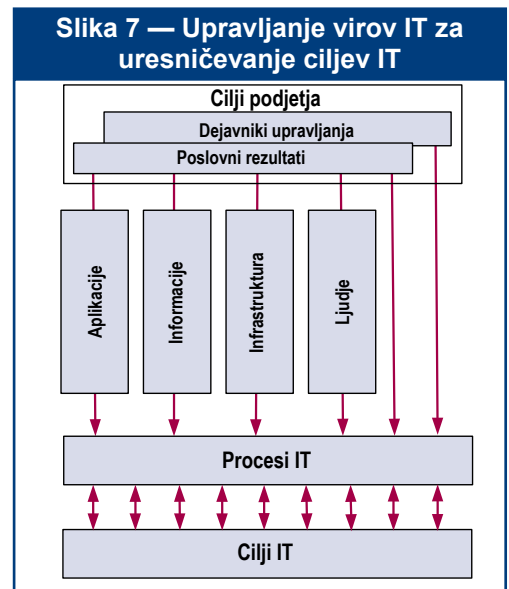 Slika 7 — Upravljanje virov IT za
uresničevanje ciljev IT
Cilji podjetja
Dejavniki upravljanja
Poslovni rezultati
Aplikacije
Informacije
Infrastruktura
Ljudje
Procesi IT
Cilji IT